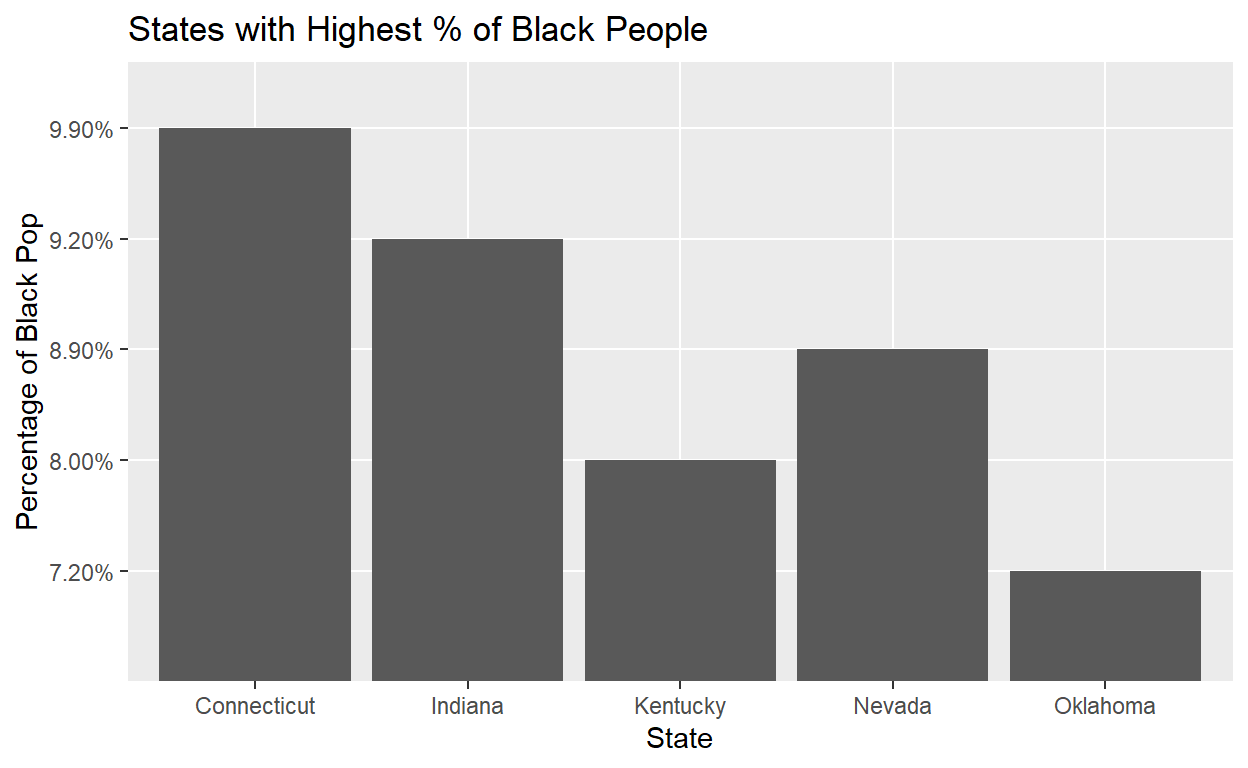 States with Highest % of Black People
Percentage of Black Pop
9.90%
9.20%
8.90%
8.00%
7.20%
Connecticut
Indiana
Kentucky
Nevada
Oklahoma
State